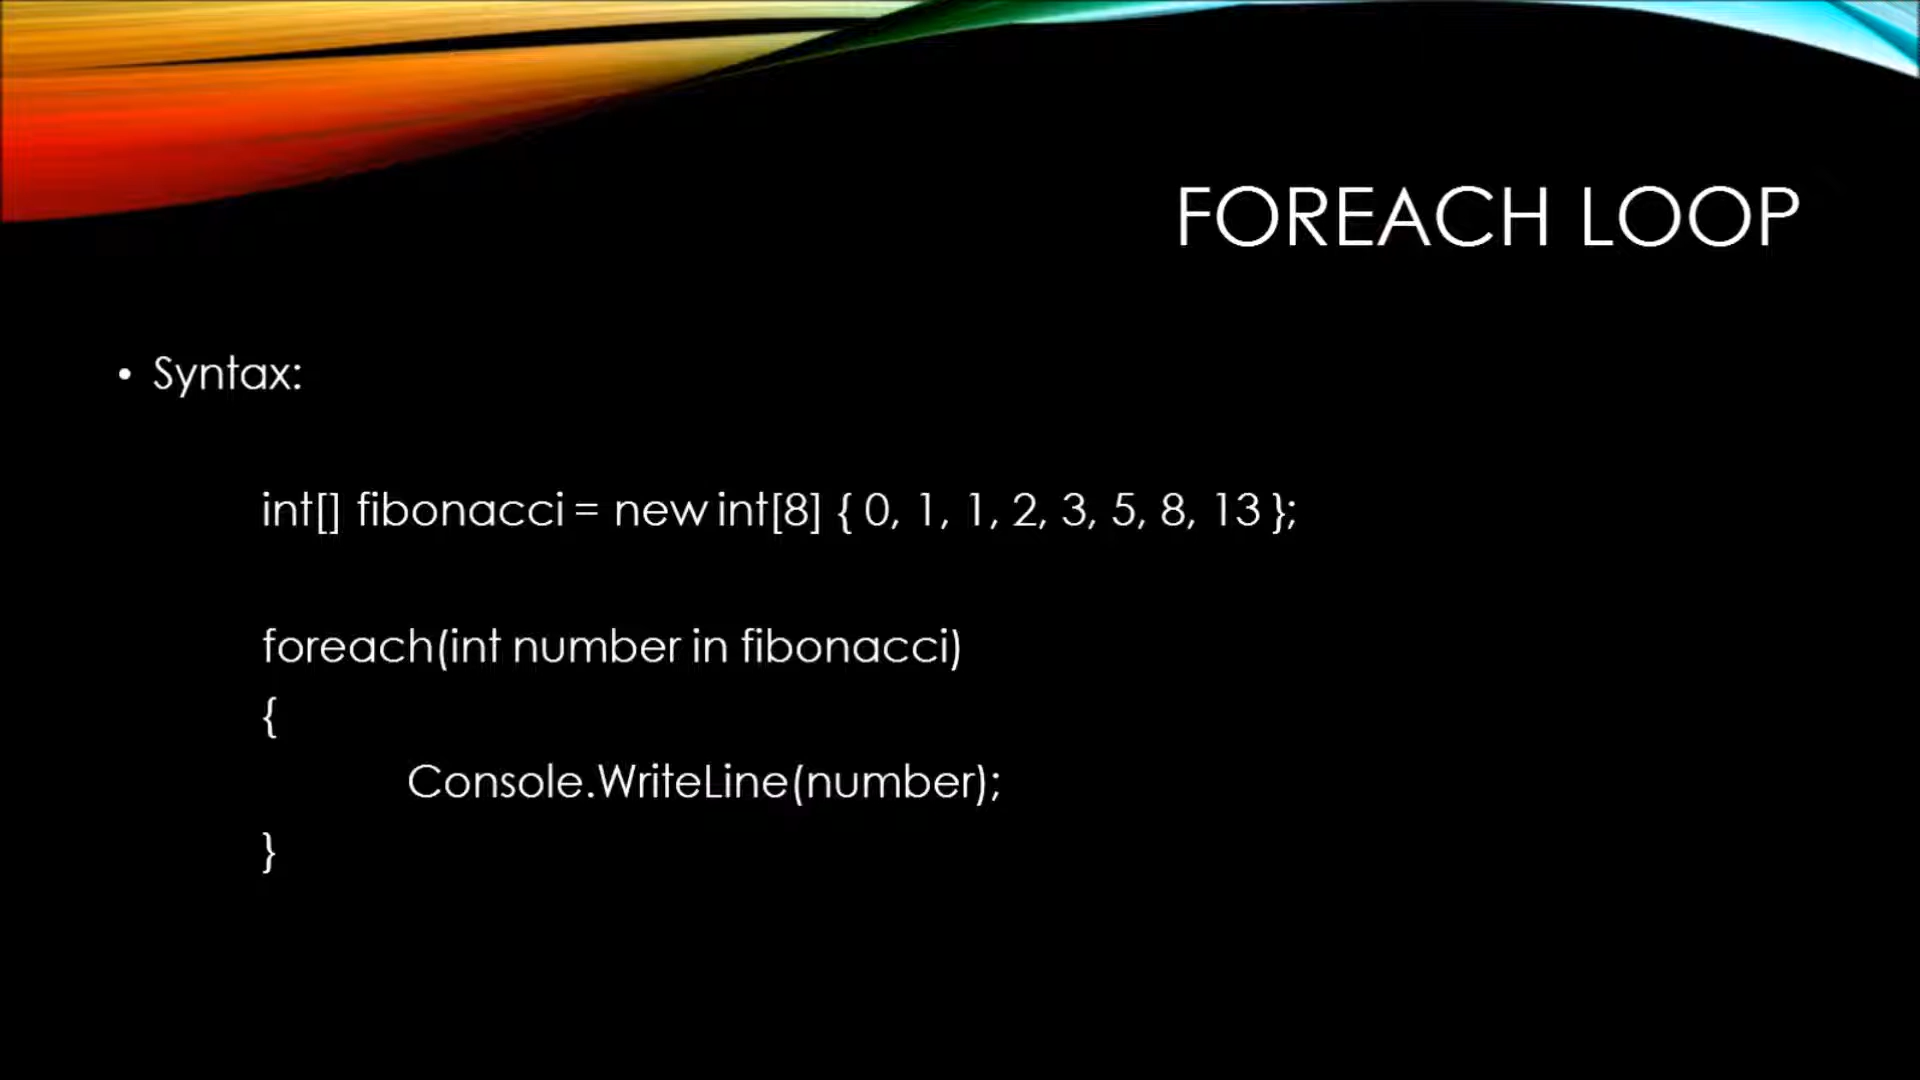 FOREACH LOOP
• Syntax:
int[] fibonacci = new int[8] { 0, 1, 1, 2, 3, 5, 8, 13 };
foreach(int number in fibonacci)
{
Console.WriteLine(number);
}